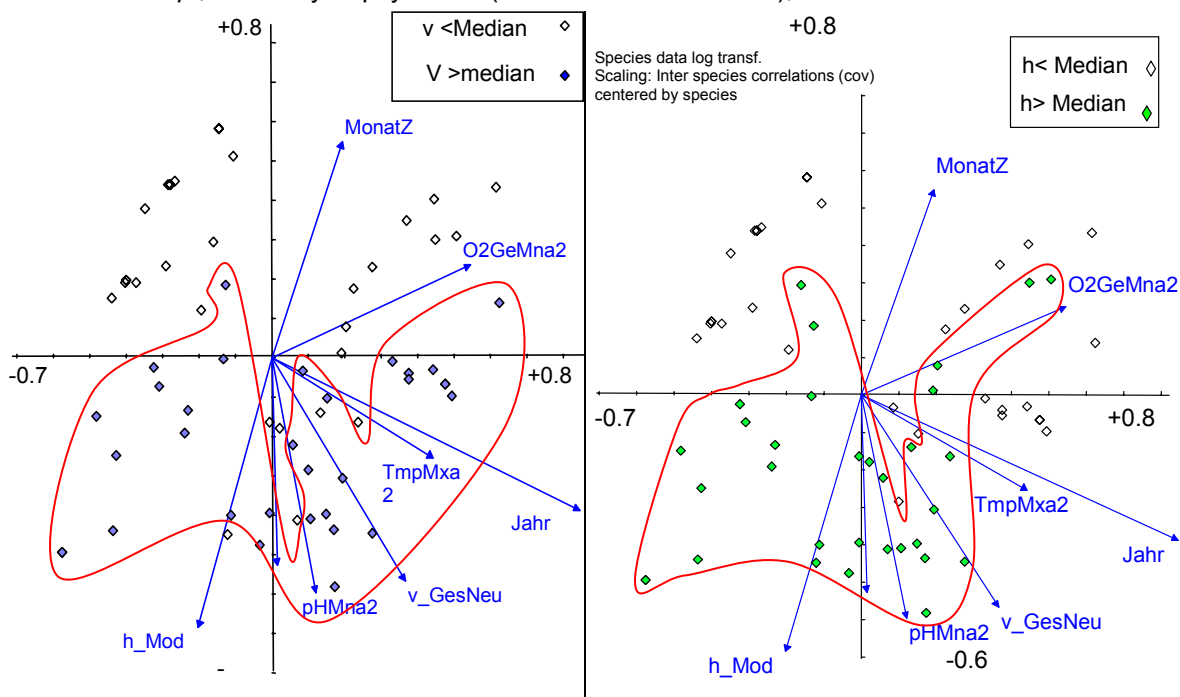 +0.8
v <Median
V >median
MonatZ
O2GeMna2
-0.7
+0.8
TmpMxa
2
Jahr
v_GesNeu
pHMna2
h_Mod
-
+0.8
Species data log transf.
Scaling: Inter species correlations (cov)
centered by species
h< Median
h> Median
MonatZ
O2GeMna2
-0.7
+0.8
TmpMxa2
Jahr
v_GesNeu
pHMna2
h_Mod
-0.6